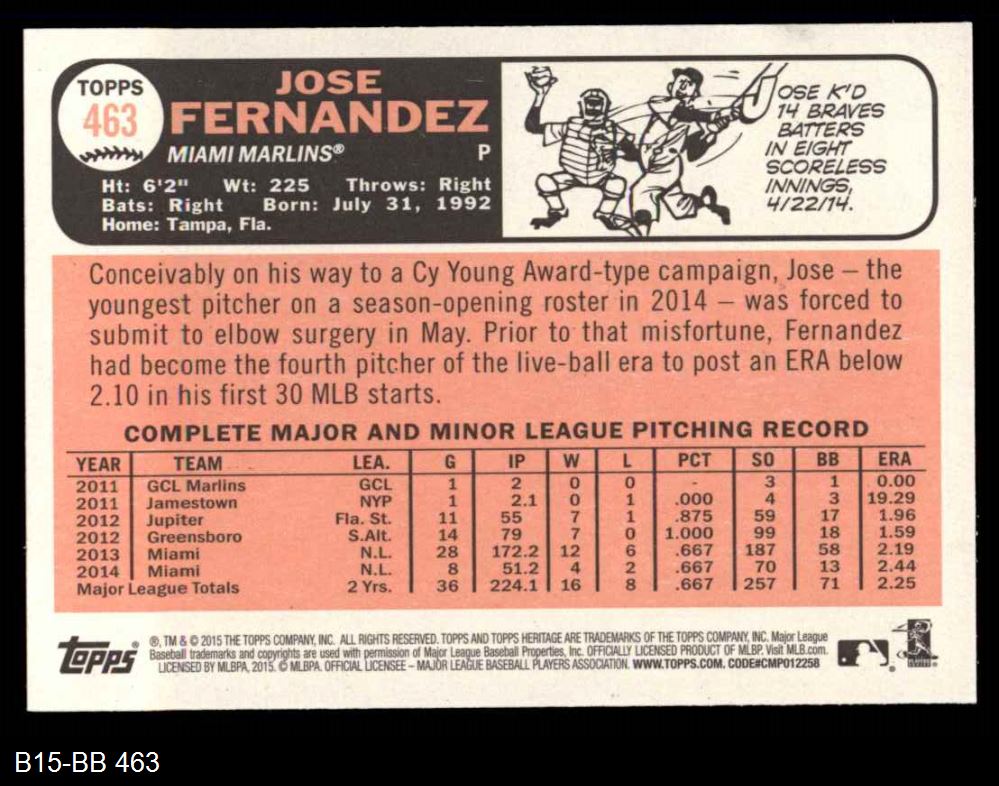 TOPPS
463
JOSE
FERNANDEZ
MIAMI MARLINS® P
Ht: 6'2" Wt: 225 Throws: Right
Bats: Right Born: July 31, 1992
Home: Tampa, Fla.
JOSE K'D
14 BRAVES
BATTERS
IN EIGHT
SCORELESS
INNINGS,
4/22/14.
Conceivably on his way to a Cy Young Award-type campaign, Jose – the
youngest pitcher on a season-opening roster in 2014 – was forced to
submit to elbow surgery in May. Prior to that misfortune, Fernandez
had become the fourth pitcher of the live-ball era to post an ERA below
2.10 in his first 30 MLB starts.
COMPLETE MAJOR AND MINOR LEAGUE PITCHING RECORD
YEAR TEAM LEA. G IP W L PCT SO BB ERA
2011 GCL Marlins GCL 1 2 0 0 - 3 1 0.00
2011 Jamestown NYP 1 2.1 0 1 .000 4 3 19.29
2012 Jupiter Fla. St. 11 55 7 1 .875 59 17 1.96
2012 Greensboro S.Alt. 14 79 7 0 1.000 99 18 1.59
2013 Miami N.L. 28 172.2 12 6 .667 187 58 2.19
2014 Miami N.L. 8 51.2 4 2 .667 70 13 2.44
Major League Totals 2 Yrs. 36 224.1 16 8 .667 257 71 2.25
topps®
®, TM & © 2015 THE TOPPS COMPANY, INC. ALL RIGHTS RESERVED. TOPPS AND TOPPS HERITAGE ARE TRADEMARKS OF THE TOPPS COMPANY, INC. Major League
Baseball trademarks and copyrights are used with permission of Major League Baseball Properties, Inc. OFFICIALLY LICENSED PRODUCT OF MLBP. Visit MLB.com.
LICENSED BY MLBPA, 2015. © MLBPA. OFFICIAL LICENSEE – MAJOR LEAGUE BASEBALL PLAYERS ASSOCIATION. WWW.TOPPS.COM. CODE#CMP012258
B15-BB 463